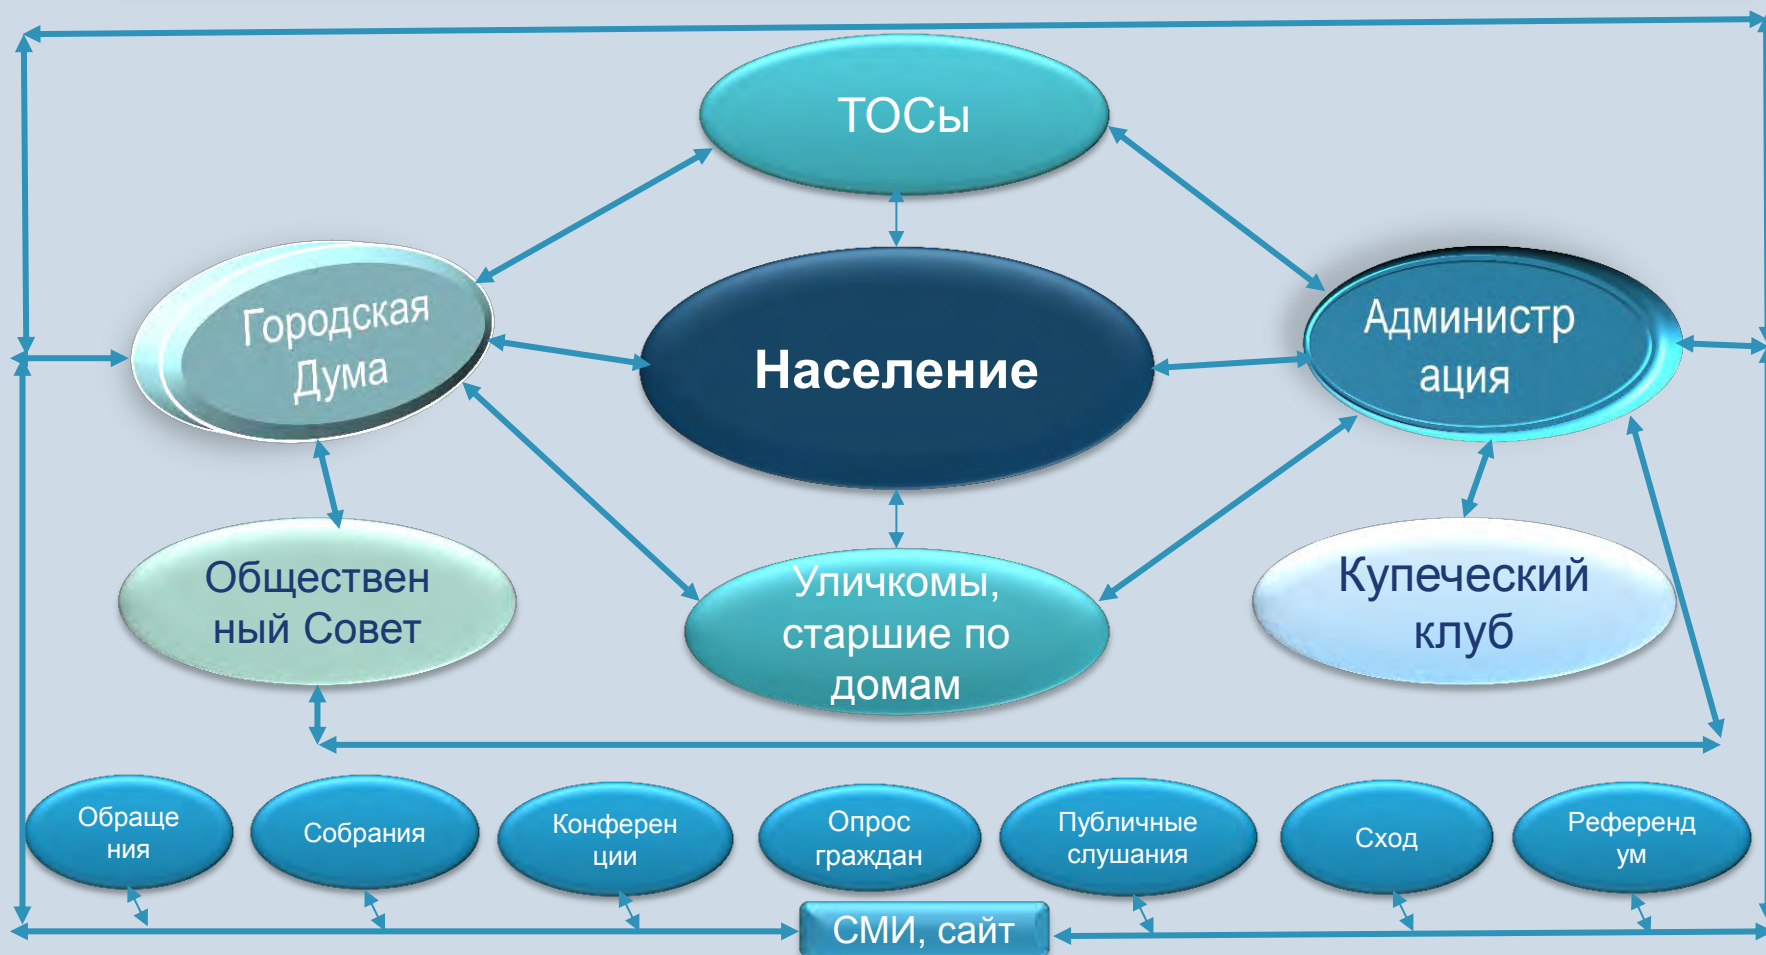 ТОСы
Городская
Дума
Население
Администр
ация
Обществен
ный Совет
Уличкомы,
старшие по
домам
Купеческий
клуб
Обраще
ния
Собрания
Конферен
ции
Опрос
граждан
Публичные
слушания
Сход
Референд
ум
СМИ, сайт